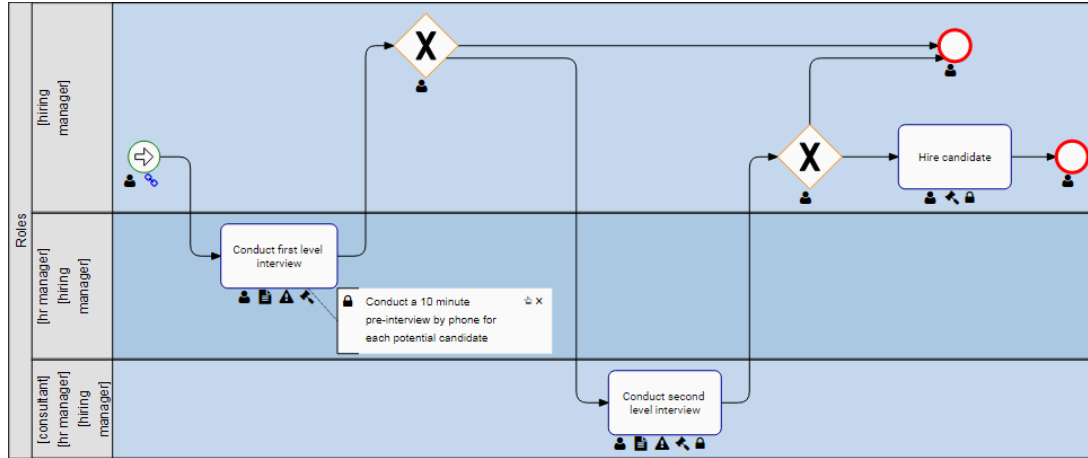 Roles
[hiring
manager]
[hr manager]
[hiring
manager]
[consultant]
[hr manager]
[hiring
manager]
X
X
Hire candidate
Conduct first level
interview
Conduct a 10 minute
pre-interview by phone for
each potential candidate
Conduct second
level interview